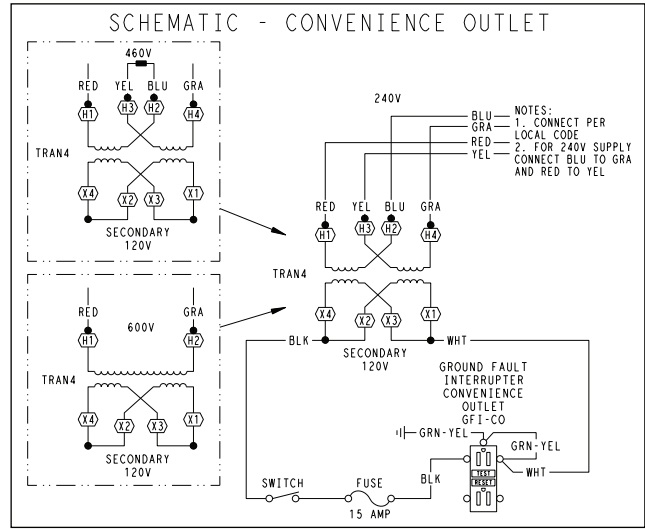 SCHEMATIC - CONVENIENCE OUTLET
460V
RED YEL BLU GRA
H1 H3 H2 H4
TRAN4
X4 X2 X3 X1
SECONDARY
120V
RED GRA
600V
H1 H2
TRAN4
X4 X2 X3 X1
SECONDARY
120V
240V
BLU
GRA
RED
YEL
NOTES:
1. CONNECT PER
LOCAL CODE
2. FOR 240V SUPPLY
CONNECT BLU TO GRA
AND RED TO YEL
RED YEL BLU GRA
H1 H3 H2 H4
TRAN4
X4 X2 X3 X1
BLK
WHT
SECONDARY
120V
GROUND FAULT
INTERRUPTER
CONVENIENCE
OUTLET
GFI-CO
GRN-YEL
GRN-YEL
WHT
BLK
TEST
RESET
SWITCH
FUSE
15 AMP